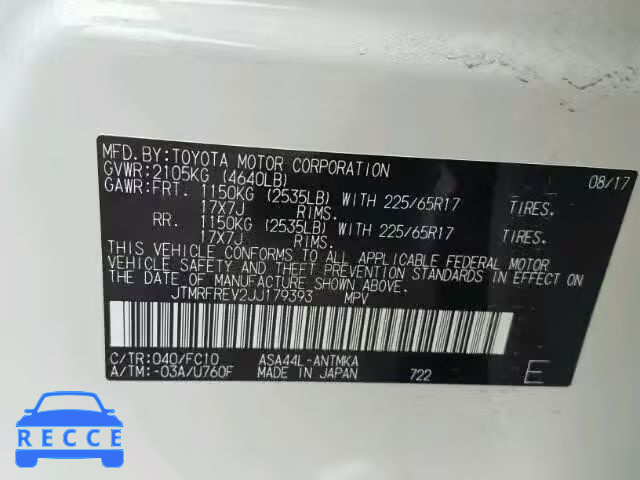 MFD. BY: TOYOTA MOTOR CORPORATION 08/17
GVWR: 2105KG (4640LB)
GAWR: FRT. 1150KG (2535LB) WITH 225/65R17 TIRES.
17X7J RIMS.
RR. 1150KG (2535LB) WITH 225/65R17 TIRES.
17X7J RIMS.
THIS VEHICLE CONFORMS TO ALL APPLICABLE FEDERAL MOTOR
VEHICLE SAFETY AND THEFT PREVENTION STANDARDS IN EFFECT ON
THE DATE OF MANUFACTURE SHOWN ABOVE.
JTMRFREV2JJ179393 MPV
C/TR: 040/FC10 ASA44L-ANTMKA
A/TM: -03A/U760F MADE IN JAPAN 722 E
RECCE